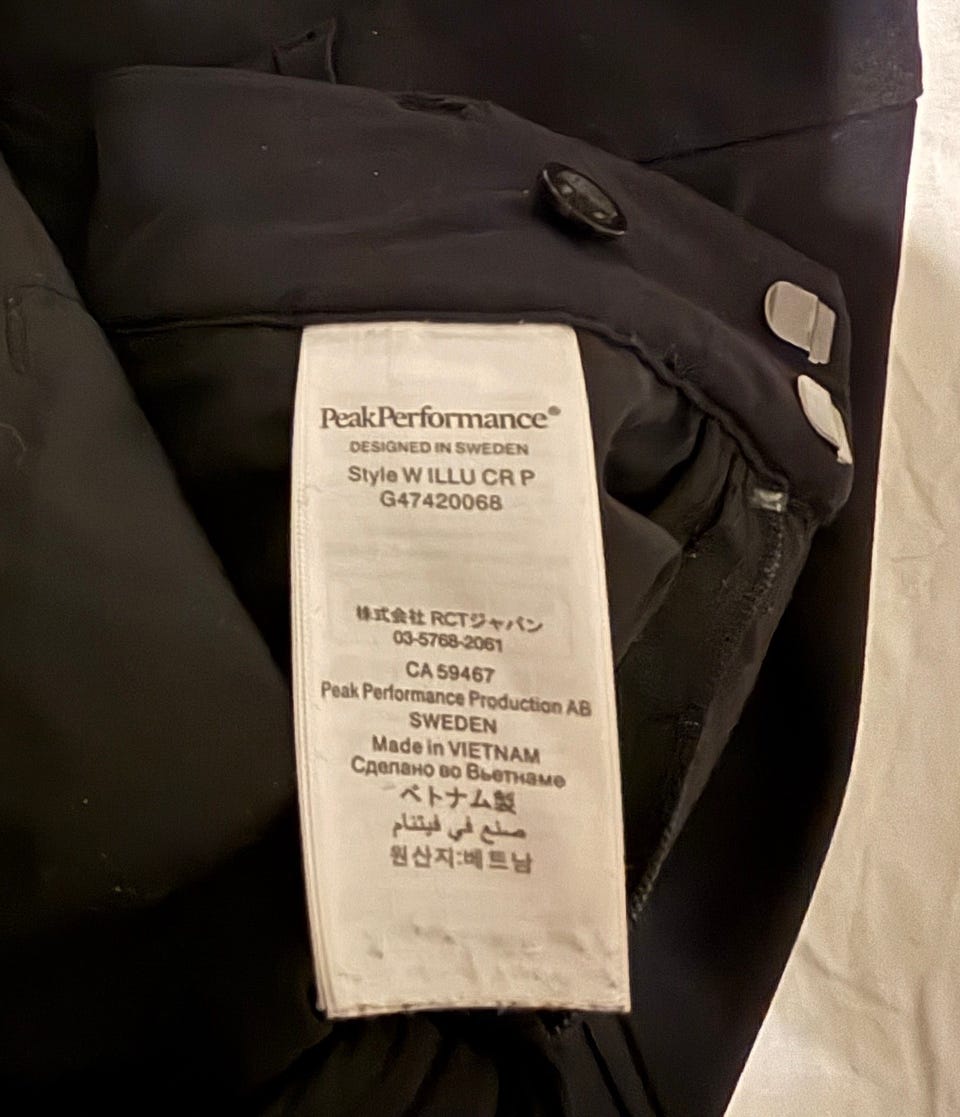 PeakPerformance®
DESIGNED IN SWEDEN
Style W ILLU CR P
G47420068
株式会社 RCTジャパン
03-5768-2061
CA 59467
Peak Performance Production AB
SWEDEN
Made in VIETNAM
Сделано во Вьетнаме
ベトナム製
صنع في فيتنام
원산지:베트남